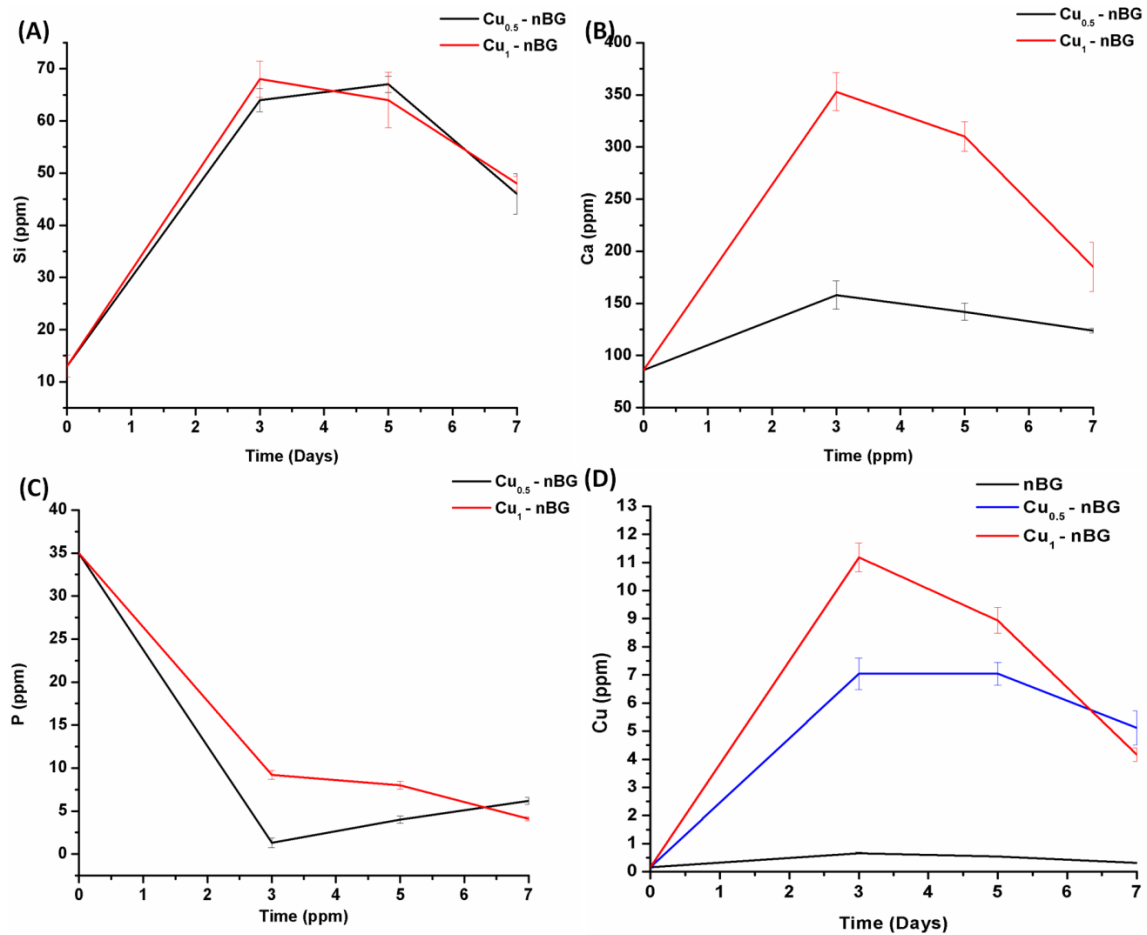 (A)
Cu0.5 - nBG
Cu1 - nBG
Si (ppm)
70
60
50
40
30
20
10
0 1 2 3 4 5 6 7
Time (Days)
(B)
Cu0.5 - nBG
Cu1 - nBG
Ca (ppm)
400
350
300
250
200
150
100
50
0 1 2 3 4 5 6 7
Time (ppm)
(C)
Cu0.5 - nBG
Cu1 - nBG
P (ppm)
40
35
30
25
20
15
10
5
0
0 1 2 3 4 5 6 7
Time (ppm)
(D)
nBG
Cu0.5 - nBG
Cu1 - nBG
Cu (ppm)
13
12
11
10
9
8
7
6
5
4
3
2
1
0
0 1 2 3 4 5 6 7
Time (Days)